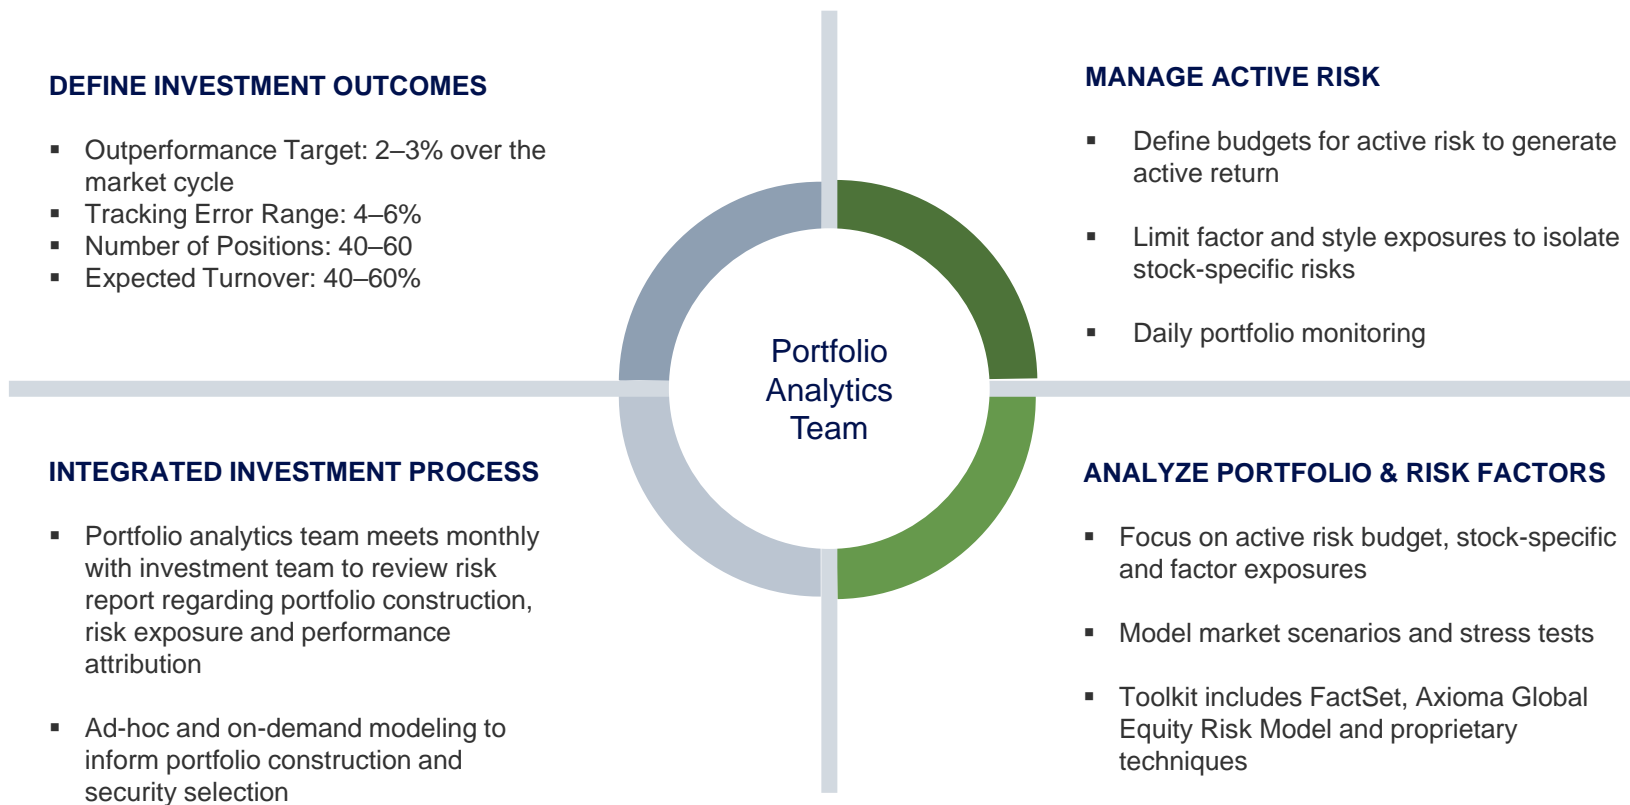 DEFINE INVESTMENT OUTCOMES
▪ Outperformance Target: 2–3% over the
market cycle
▪ Tracking Error Range: 4–6%
▪ Number of Positions: 40–60
▪ Expected Turnover: 40–60%
MANAGE ACTIVE RISK
▪ Define budgets for active risk to generate
active return
▪ Limit factor and style exposures to isolate
stock-specific risks
▪ Daily portfolio monitoring
Portfolio
Analytics
Team
INTEGRATED INVESTMENT PROCESS
▪ Portfolio analytics team meets monthly
with investment team to review risk
report regarding portfolio construction,
risk exposure and performance
attribution
▪ Ad-hoc and on-demand modeling to
inform portfolio construction and
security selection
ANALYZE PORTFOLIO & RISK FACTORS
▪ Focus on active risk budget, stock-specific
and factor exposures
▪ Model market scenarios and stress tests
▪ Toolkit includes FactSet, Axioma Global
Equity Risk Model and proprietary
techniques